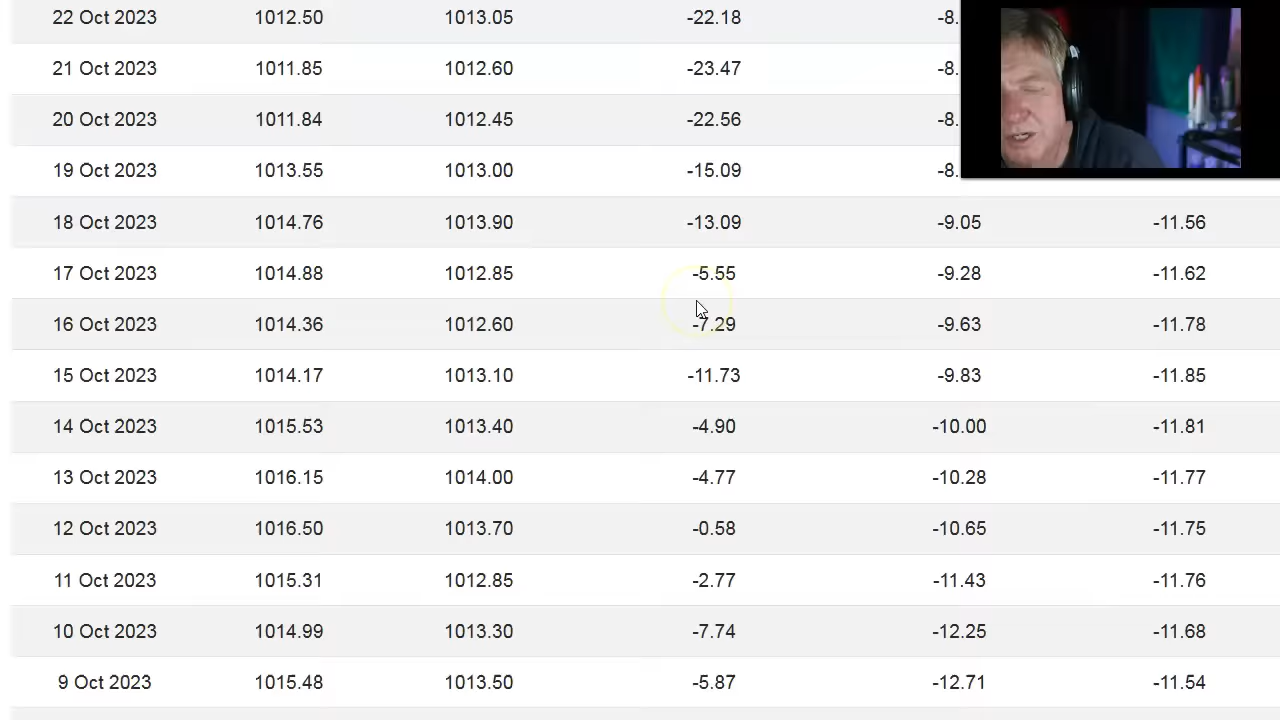 22 Oct 2023 1012.50 1013.05 -22.18 -8.
21 Oct 2023 1011.85 1012.60 -23.47 -8.
20 Oct 2023 1011.84 1012.45 -22.56 -8.
19 Oct 2023 1013.55 1013.00 -15.09 -8.
18 Oct 2023 1014.76 1013.90 -13.09 -9.05 -11.56
17 Oct 2023 1014.88 1012.85 -5.55 -9.28 -11.62
16 Oct 2023 1014.36 1012.60 -7.29 -9.63 -11.78
15 Oct 2023 1014.17 1013.10 -11.73 -9.83 -11.85
14 Oct 2023 1015.53 1013.40 -4.90 -10.00 -11.81
13 Oct 2023 1016.15 1014.00 -4.77 -10.28 -11.77
12 Oct 2023 1016.50 1013.70 -0.58 -10.65 -11.75
11 Oct 2023 1015.31 1012.85 -2.77 -11.43 -11.76
10 Oct 2023 1014.99 1013.30 -7.74 -12.25 -11.68
9 Oct 2023 1015.48 1013.50 -5.87 -12.71 -11.54